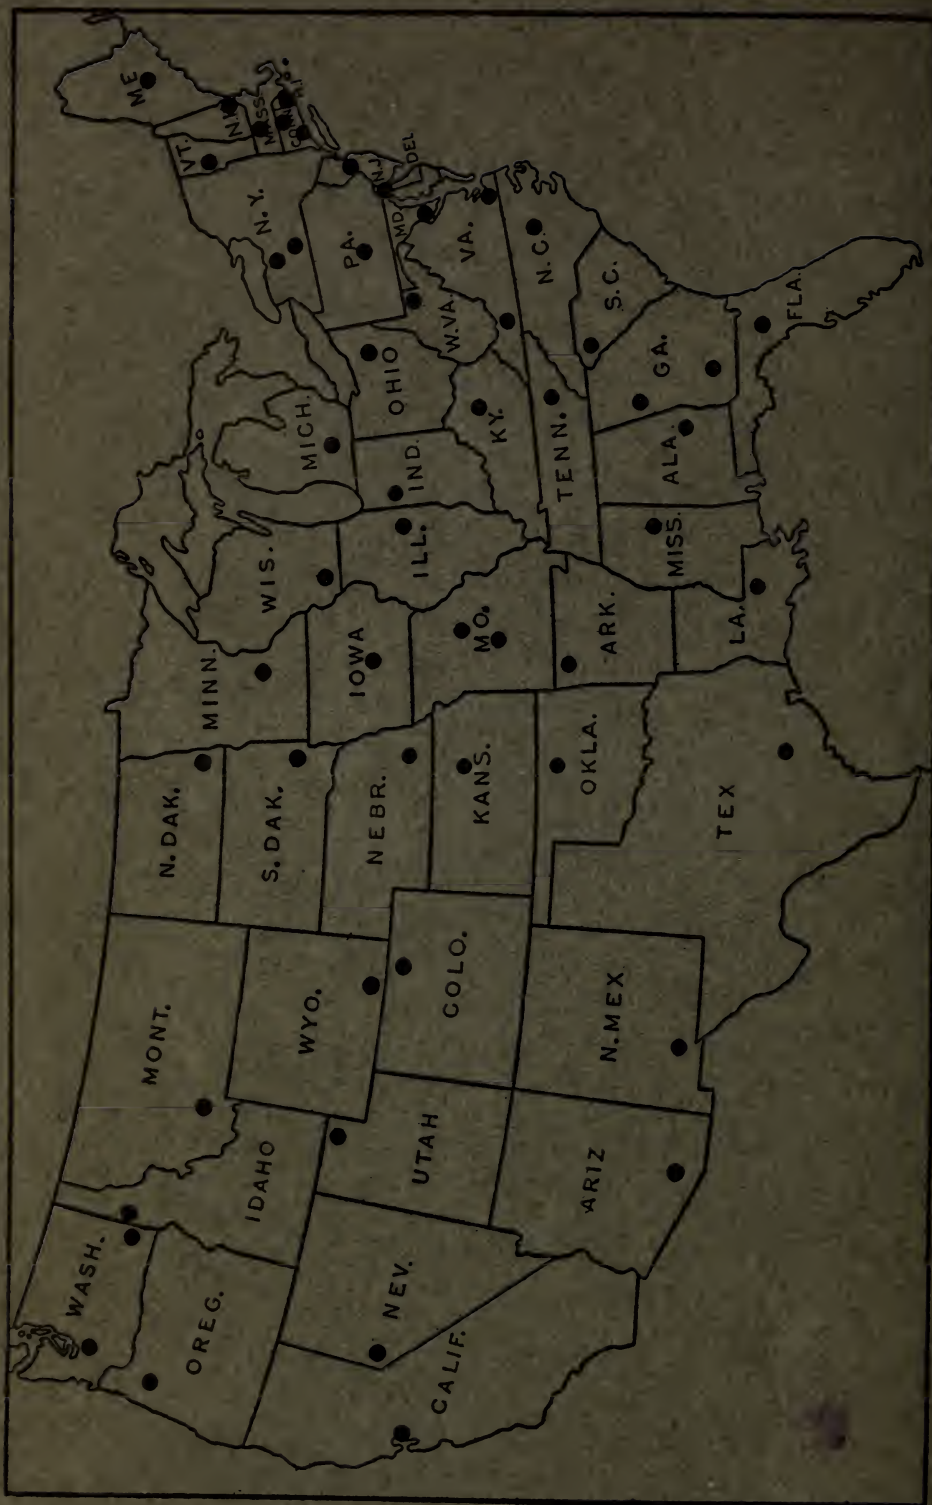 WASH.
OREG.
CALIF.
NEV.
IDAHO
MONT.
WYO.
UTAH
ARIZ
COLO.
N.MEX
N.DAK.
S.DAK.
NEBR.
KANS.
OKLA.
TEX
MINN.
IOWA
MO.
ARK.
LA.
WIS.
ILL.
MICH.
IND.
OHIO
KY.
TENN.
MISS.
ALA.
GA.
FLA.
S.C.
N.C.
VA.
W.VA.
MD.
DEL
PA.
N.J.
N.Y.
VT.
N.H.
ME
MASS.
CONN
R.I.